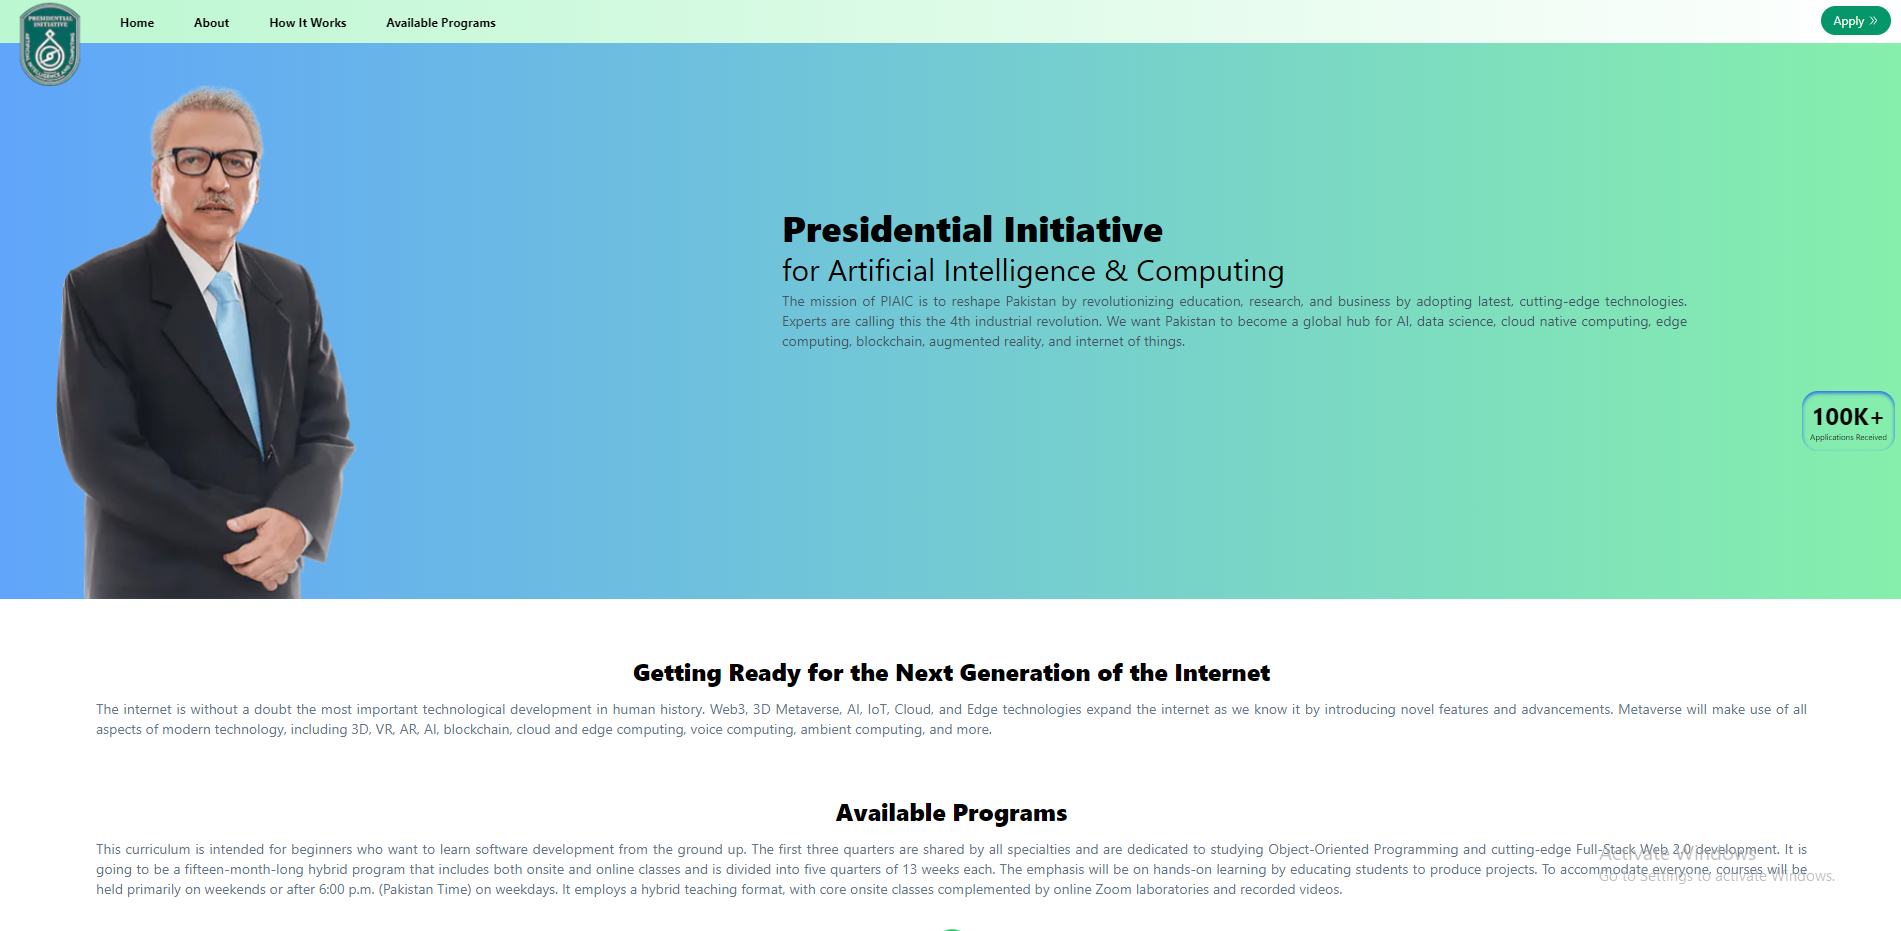 PRESIDENTIAL
INITIATIVE
Home
About
How It Works
Available Programs
Apply
Presidential Initiative
for Artificial Intelligence & Computing
The mission of PIAIC is to reshape Pakistan by revolutionizing education, research, and business by adopting latest, cutting-edge technologies.
Experts are calling this the 4th industrial revolution. We want Pakistan to become a global hub for AI, data science, cloud native computing, edge
computing, blockchain, augmented reality, and internet of things.
100K+
Applications Received
Getting Ready for the Next Generation of the Internet
The internet is without a doubt the most important technological development in human history. Web3, 3D Metaverse, AI, IoT, Cloud, and Edge technologies expand the internet as we know it by introducing novel features and advancements. Metaverse will make use of all
aspects of modern technology, including 3D, VR, AR, AI, blockchain, cloud and edge computing, voice computing, ambient computing, and more.
Available Programs
This curriculum is intended for beginners who want to learn software development from the ground up. The first three quarters are shared by all specialties and are dedicated to studying Object-Oriented Programming and cutting-edge Full-Stack Web 2.0 development. It is
going to be a fifteen-month-long hybrid program that includes both onsite and online classes and is divided into five quarters of 13 weeks each. The emphasis will be on hands-on learning by educating students to produce projects. To accommodate everyone, courses will be
held primarily on weekends or after 6:00 p.m. (Pakistan Time) on weekdays. It employs a hybrid teaching format, with core onsite classes complemented by online Zoom laboratories and recorded videos.
Activate Windows
Go to Settings to activate Windows.